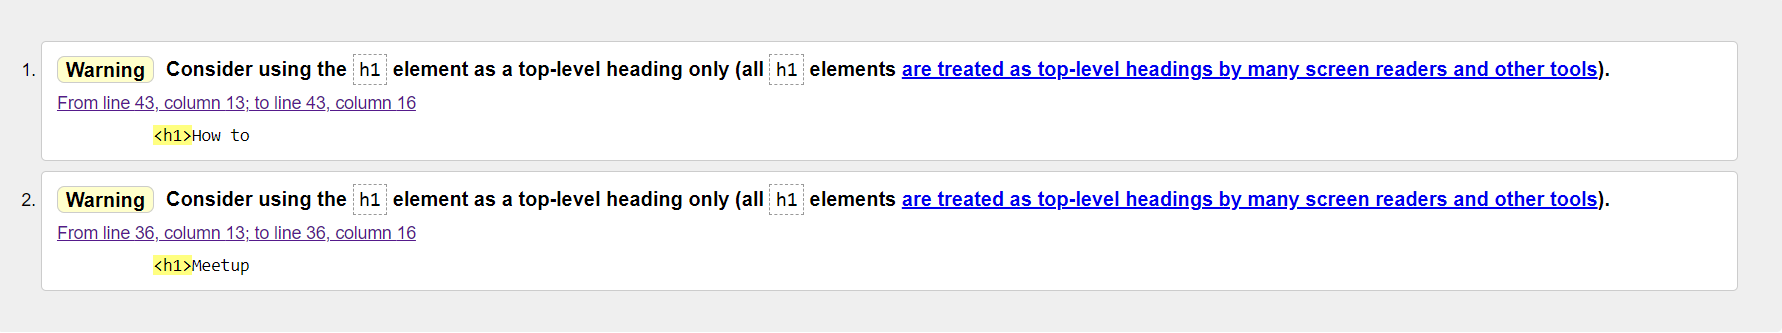 1. Warning Consider using the h1 element as a top-level heading only (all h1 elements are treated as top-level headings by many screen readers and other tools).
From line 43, column 13; to line 43, column 16
<h1>How to
2. Warning Consider using the h1 element as a top-level heading only (all h1 elements are treated as top-level headings by many screen readers and other tools).
From line 36, column 13; to line 36, column 16
<h1>Meetup